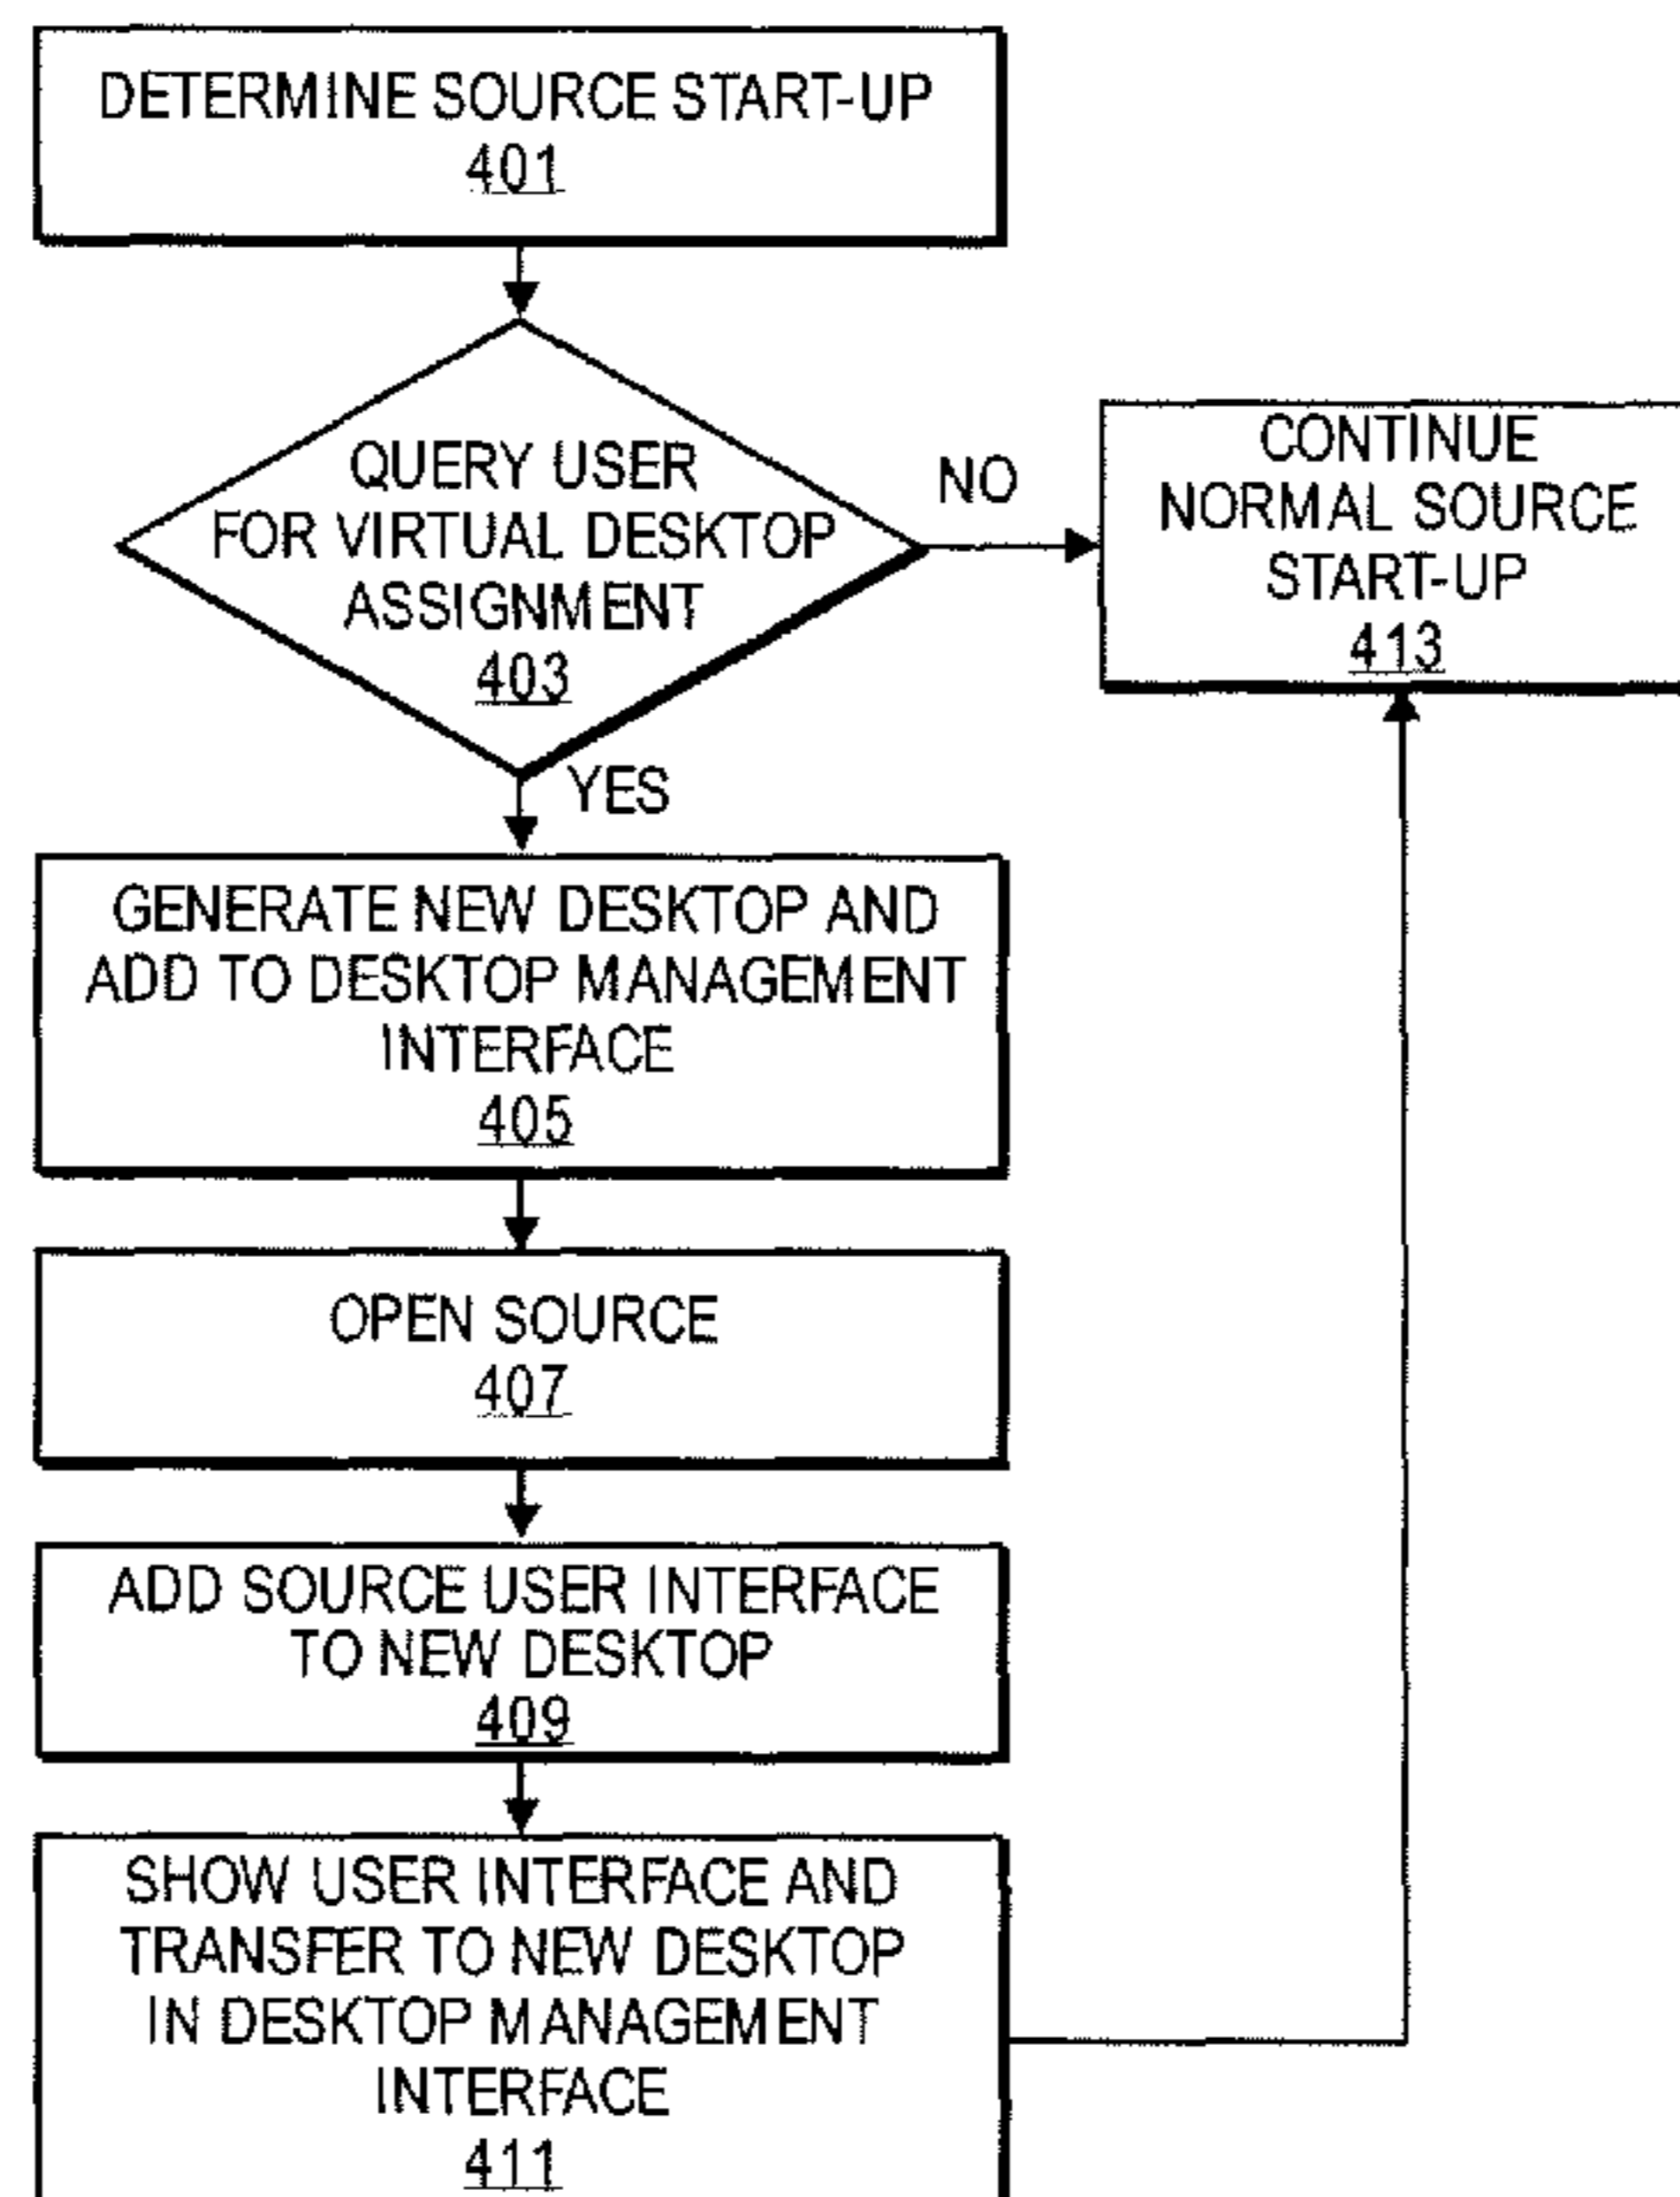 DETERMINE SOURCE START-UP
401
QUERY USER
FOR VIRTUAL DESKTOP
ASSIGNMENT
403
NO
CONTINUE
NORMAL SOURCE
START-UP
413
YES
GENERATE NEW DESKTOP AND
ADD TO DESKTOP MANAGEMENT
INTERFACE
405
OPEN SOURCE
407
ADD SOURCE USER INTERFACE
TO NEW DESKTOP
409
SHOW USER INTERFACE AND
TRANSFER TO NEW DESKTOP
IN DESKTOP MANAGEMENT
INTERFACE
411